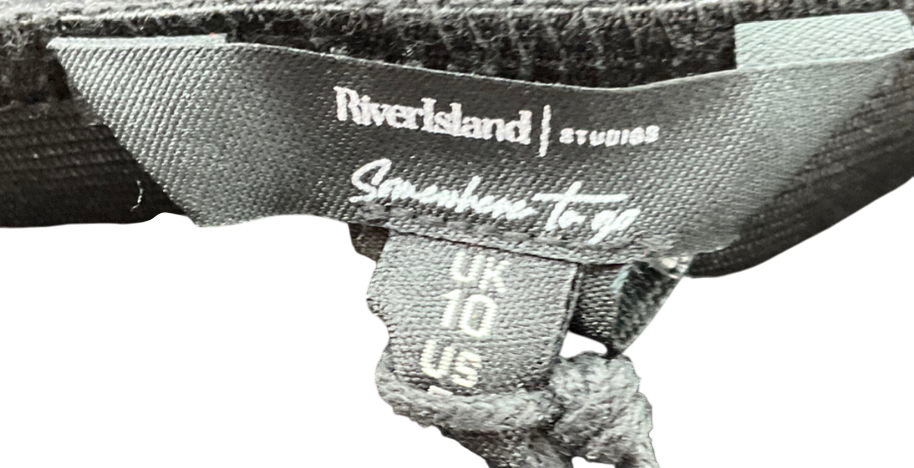 RiverIsland | STUDIOS
Somewhere to go
UK
10
US